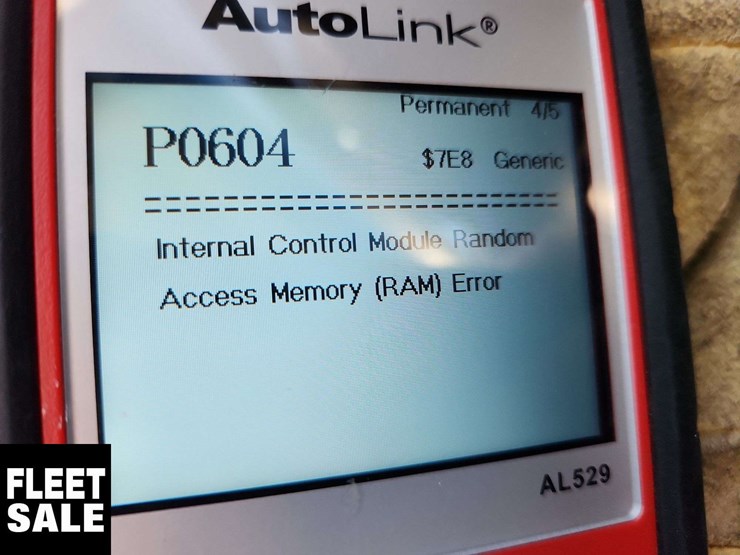 AutoLink®
Permanent 4/5
P0604 $7E8 Generic
==============================
Internal Control Module Random
Access Memory (RAM) Error
AL529
FLEET
SALE